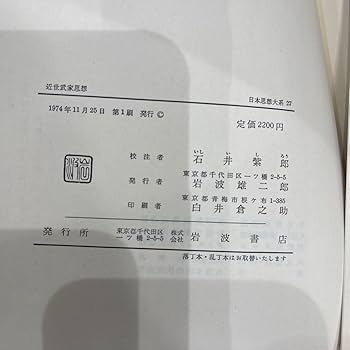 近世武家思想
日本思想大系 27
1974年11月25日 第1刷 発行 ©
定価 2200円
いし い し ろう
校注者 石井紫郎
東京都千代田区一ツ橋 2-5-5
発行者 岩波雄二郎
東京都青梅市根ヶ布 1-385
印刷者 白井倉之助
発行所 東京都千代田区一ツ橋 2-5-5 株式会社 岩波書店
落丁本・乱丁本はお取替いたします